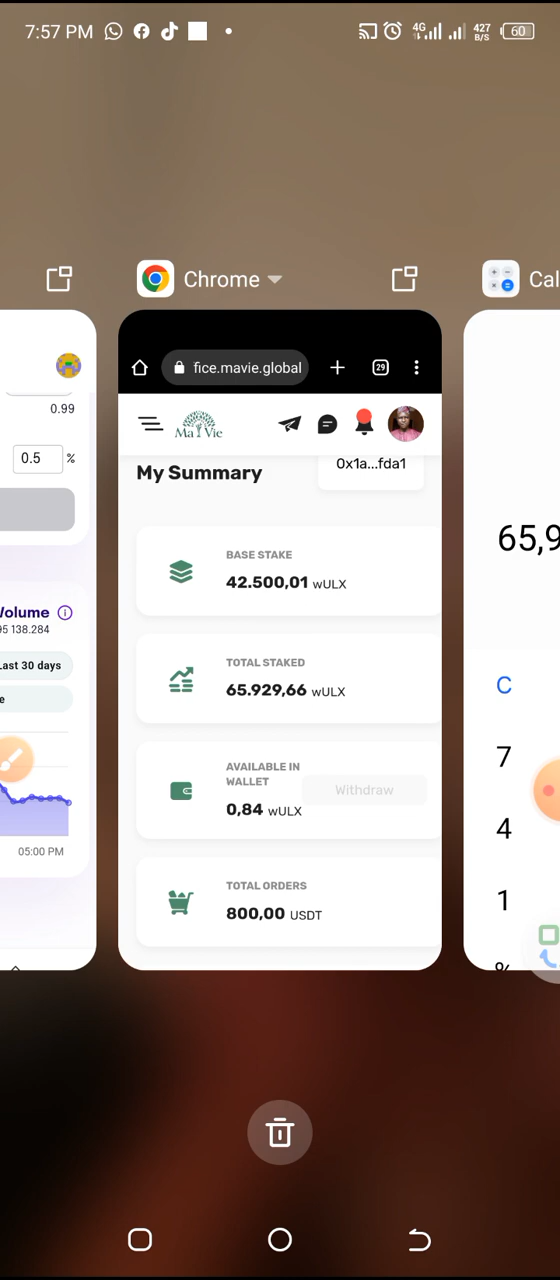 7:57 PM
4G
427
B/S
60
Chrome
Cal
0.99
0.5 %
Volume
95 138.284
Last 30 days
e
05:00 PM
fice.mavie.global
29
Ma Vie
0x1a...fda1
My Summary
BASE STAKE
42.500,01 wULX
TOTAL STAKED
65.929,66 wULX
AVAILABLE IN
WALLET
Withdraw
0,84 wULX
TOTAL ORDERS
800,00 USDT
65,9
C
7
4
1
%